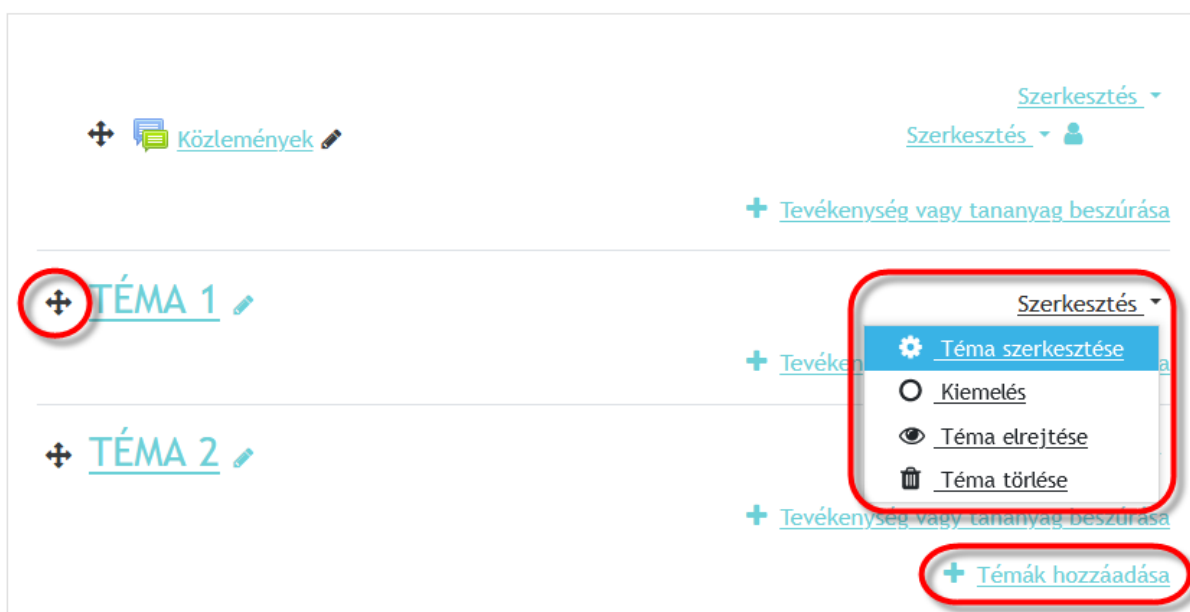 Szerkesztés
Közlemények Szerkesztés
Tevékenység vagy tananyag beszúrása
TÉMA 1 Szerkesztés
Téma szerkesztése
Tevéken a
Kiemelés
Téma elrejtése
TÉMA 2
Téma törlése
Tevékenység vagy tananyag beszúrása
Témák hozzáadása